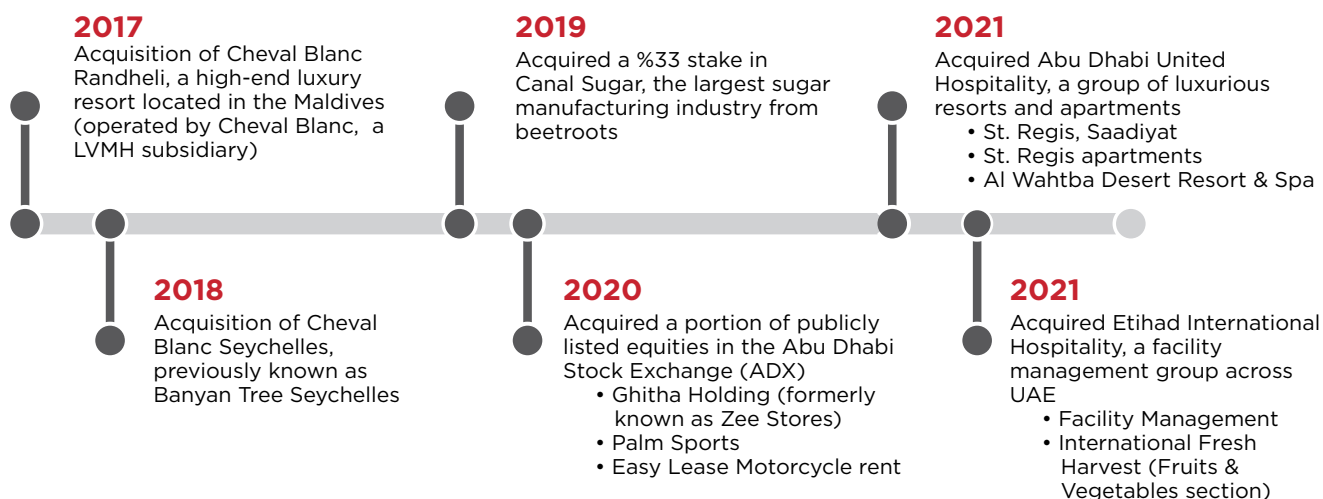 2017
Acquisition of Cheval Blanc
Randheli, a high-end luxury
resort located in the Maldives
(operated by Cheval Blanc, a
LVMH subsidiary)
2018
Acquisition of Cheval
Blanc Seychelles,
previously known as
Banyan Tree Seychelles
2019
Acquired a %33 stake in
Canal Sugar, the largest sugar
manufacturing industry from
beetroots
2020
Acquired a portion of publicly
listed equities in the Abu Dhabi
Stock Exchange (ADX)
• Ghitha Holding (formerly
known as Zee Stores)
• Palm Sports
• Easy Lease Motorcycle rent
2021
Acquired Abu Dhabi United
Hospitality, a group of luxurious
resorts and apartments
• St. Regis, Saadiyat
• St. Regis apartments
• Al Wahtba Desert Resort & Spa
2021
Acquired Etihad International
Hospitality, a facility
management group across
UAE
• Facility Management
• International Fresh
Harvest (Fruits &
Vegetables section)